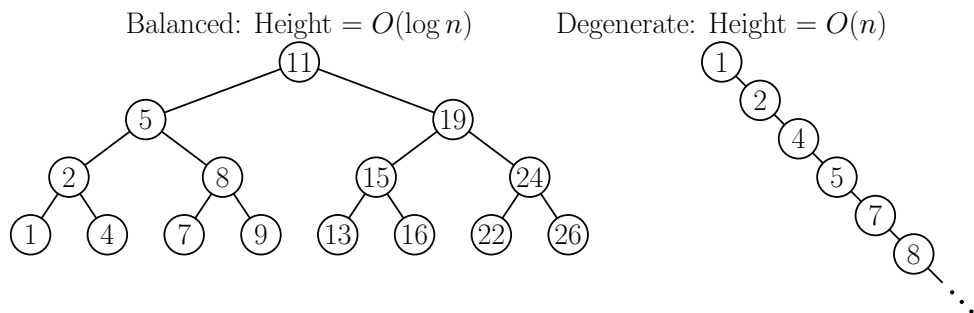 Balanced: Height = O(log n)
Degenerate: Height = O(n)
11
5 19
2 8 15 24
1 4 7 9 13 16 22 26
1
2
4
5
7
8